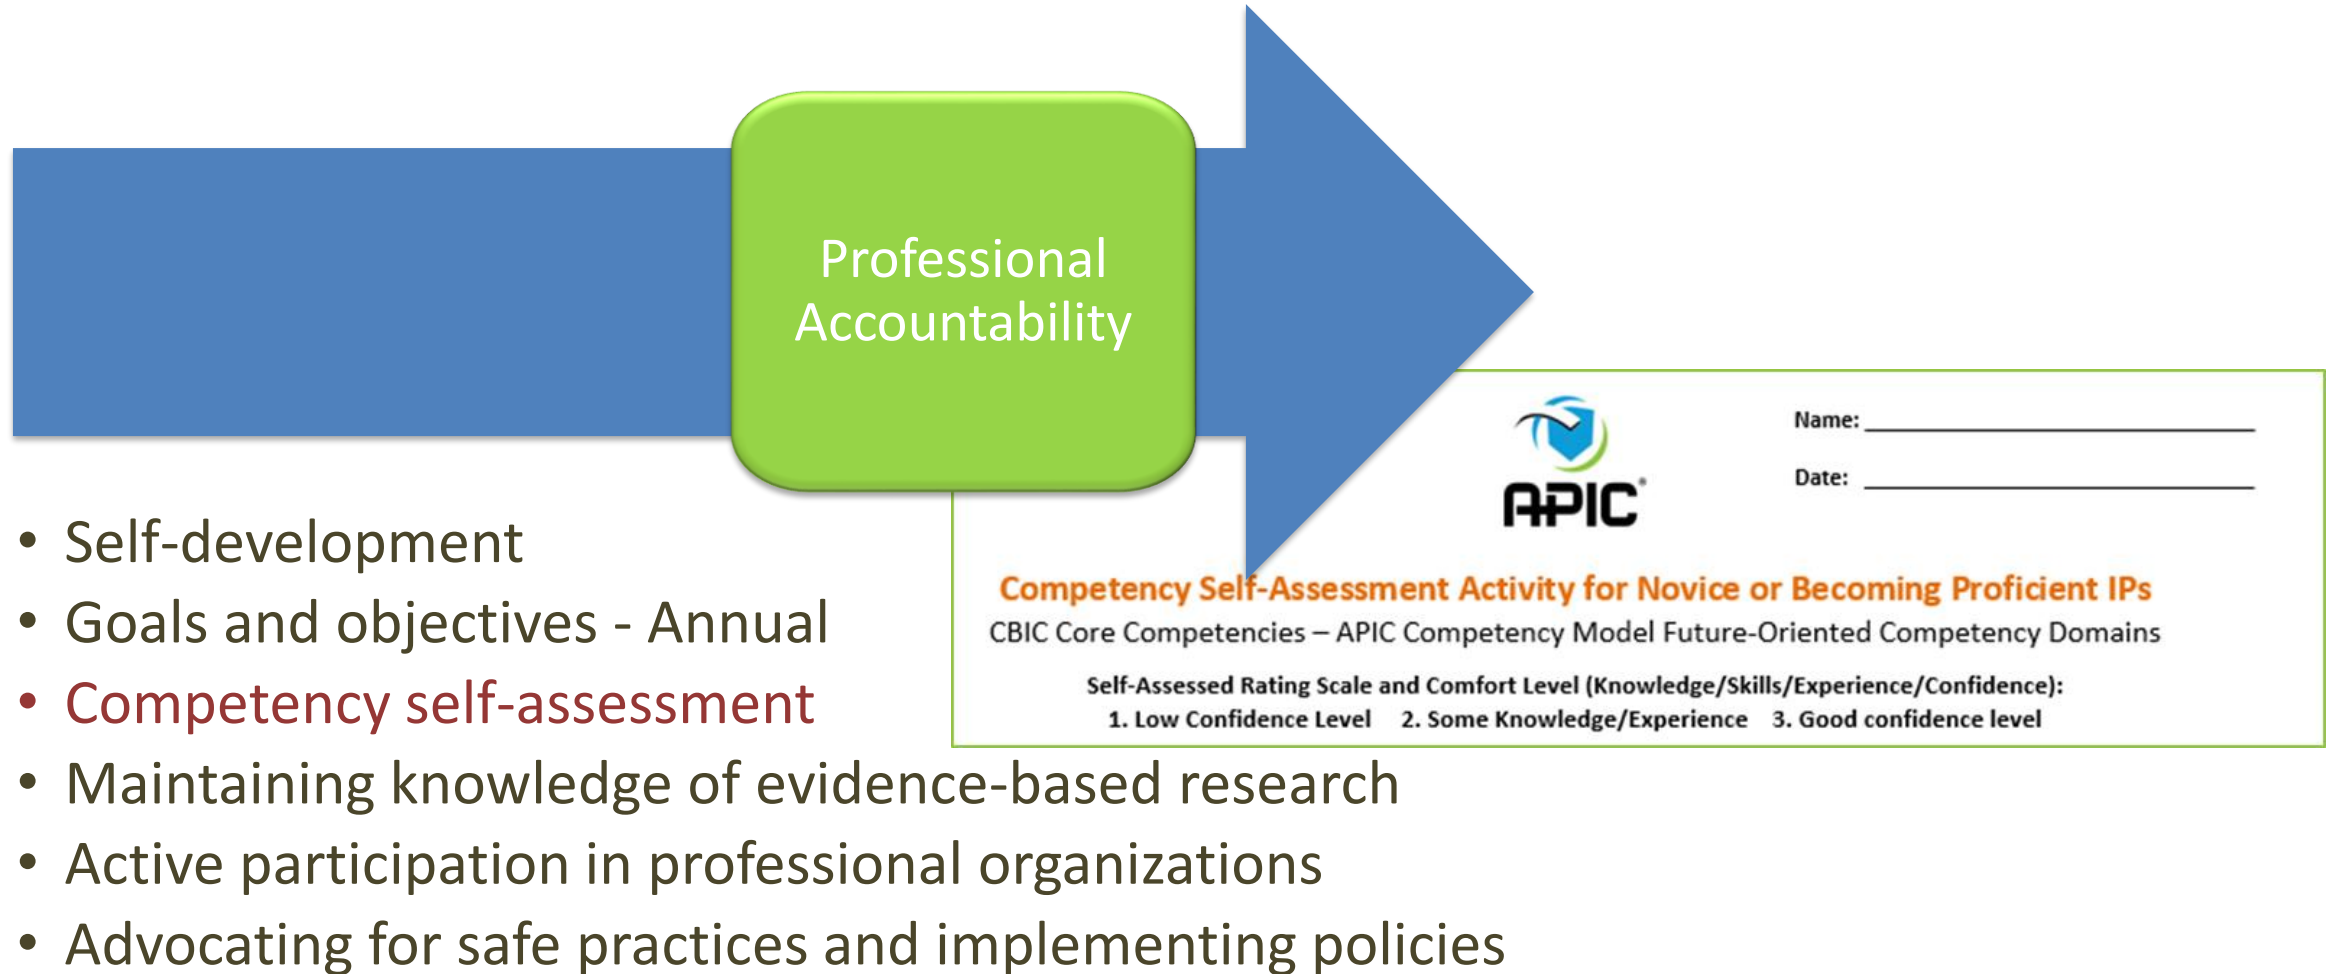 Professional
Accountability
APIC®
Name:
Date:
Competency Self-Assessment Activity for Novice or Becoming Proficient IPs
CBIC Core Competencies – APIC Competency Model Future-Oriented Competency Domains
Self-Assessed Rating Scale and Comfort Level (Knowledge/Skills/Experience/Confidence):
1. Low Confidence Level 2. Some Knowledge/Experience 3. Good confidence level
• Self-development
• Goals and objectives - Annual
• Competency self-assessment
• Maintaining knowledge of evidence-based research
• Active participation in professional organizations
• Advocating for safe practices and implementing policies